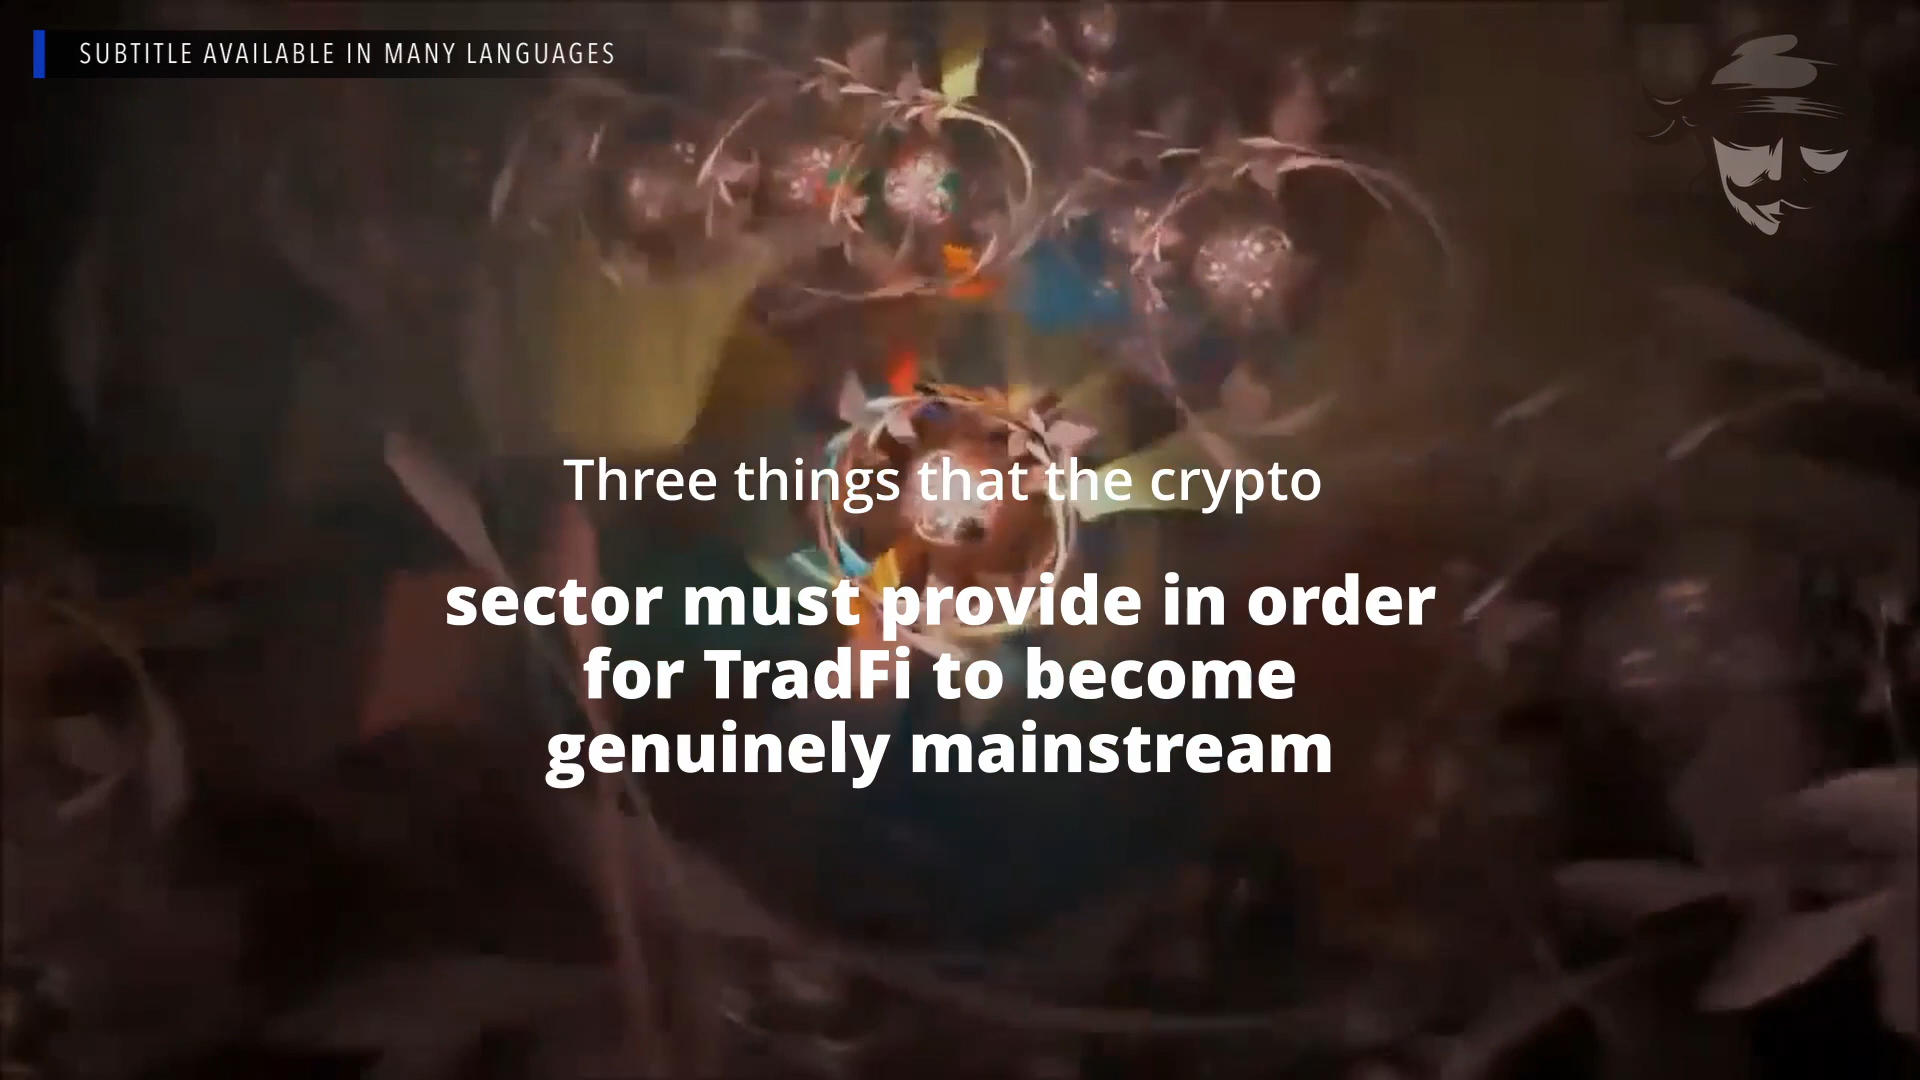 SUBTITLE AVAILABLE IN MANY LANGUAGES
Three things that the crypto
sector must provide in order
for TradFi to become
genuinely mainstream